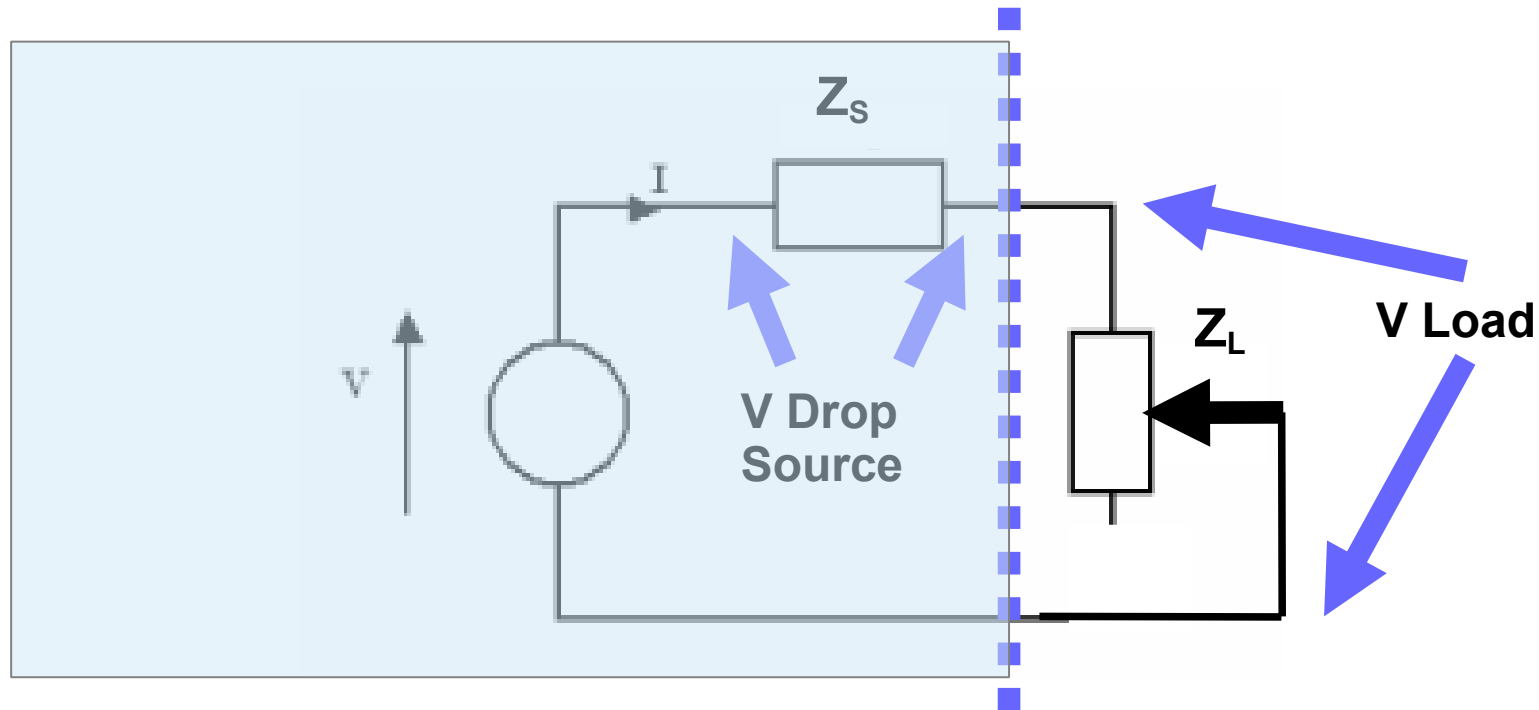 Z_S
I
V
V Drop
Source
Z_L
V Load